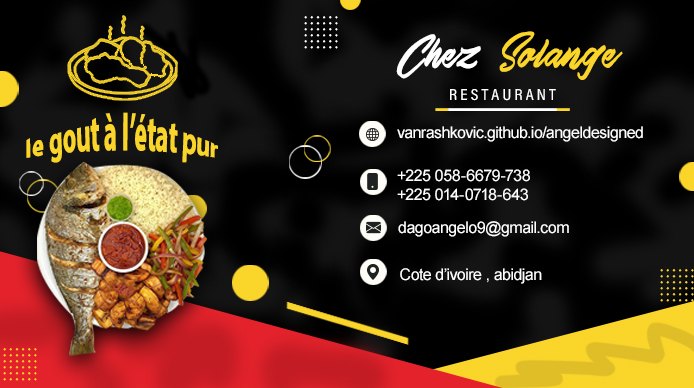 le gout à l'état pur
Chez Solange
RESTAURANT
vanrashkovic.github.io/angeldesigned
+225 058-6679-738
+225 014-0718-643
dagoangelo9@gmail.com
Cote d'ivoire , abidjan